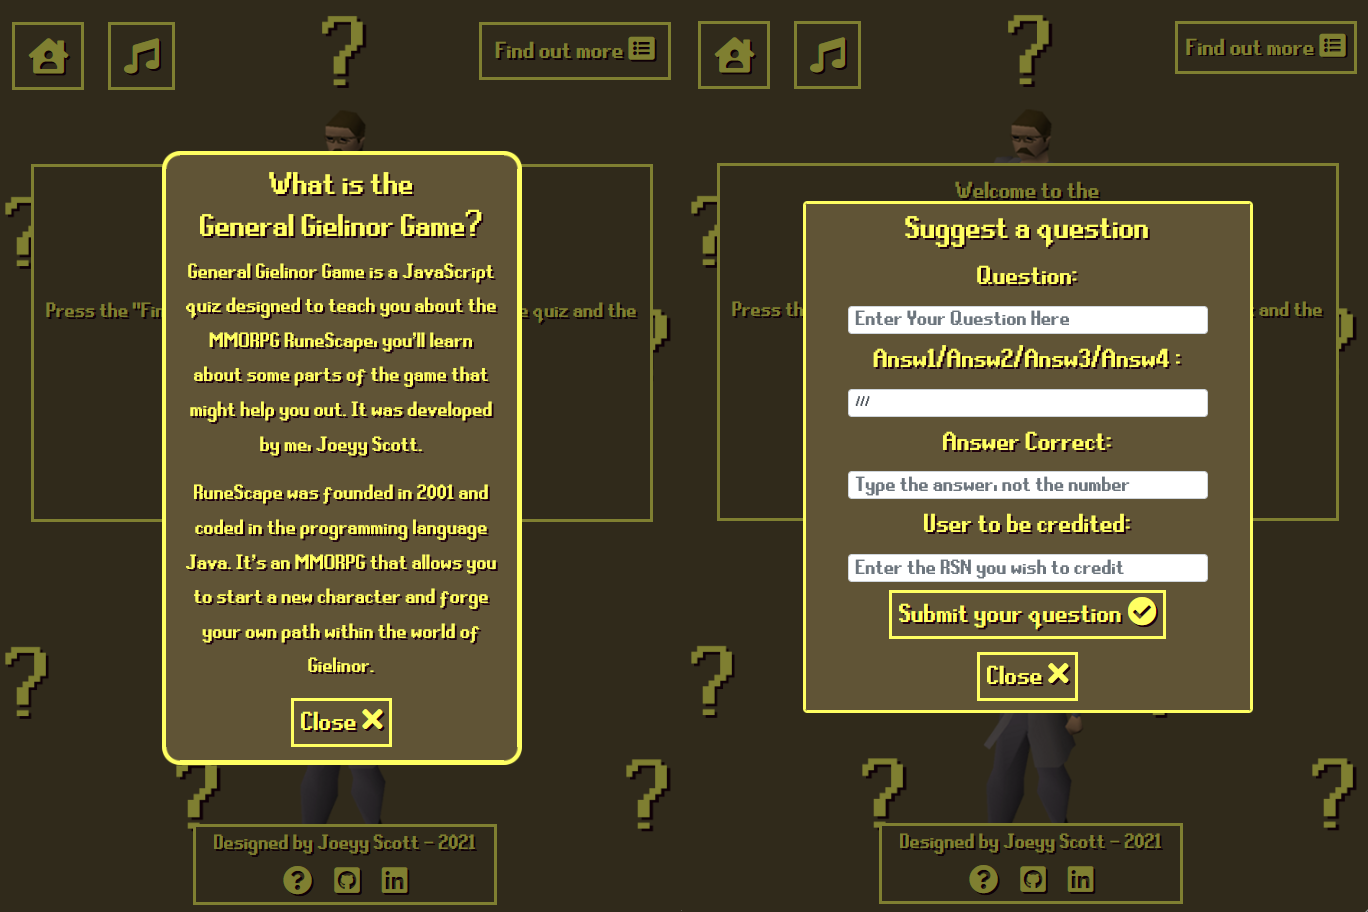 Find out more
What is the
General Gielinor Game?
General Gielinor Game is a JavaScript
quiz designed to teach you about the
MMORPG RuneScape, you'll learn
about some parts of the game that
might help you out. It was developed
by me, Joeyy Scott.
RuneScape was founded in 2001 and
coded in the programming language
Java. It's an MMORPG that allows you
to start a new character and forge
your own path within the world of
Gielinor.
Close
Press the "Fin
quiz and the
Designed by Joeyy Scott - 2021
Find out more
Welcome to the
Suggest a question
Question:
Enter Your Question Here
Answ1/Answ2/Answ3/Answ4 :
///
Answer Correct:
Type the answer, not the number
User to be credited:
Enter the RSN you wish to credit
Submit your question
Close
Press th
and the
Designed by Joeyy Scott - 2021